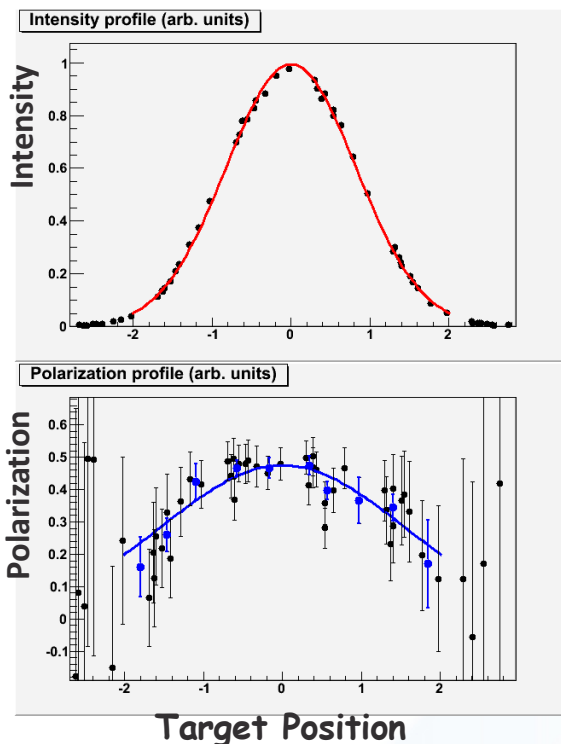 Intensity profile (arb. units)
Intensity
1
0.8
0.6
0.4
0.2
0
-2 -1 0 1 2
Polarization profile (arb. units)
Polarization
0.6
0.5
0.4
0.3
0.2
0.1
0
-0.1
-2 -1 0 1 2
Target Position